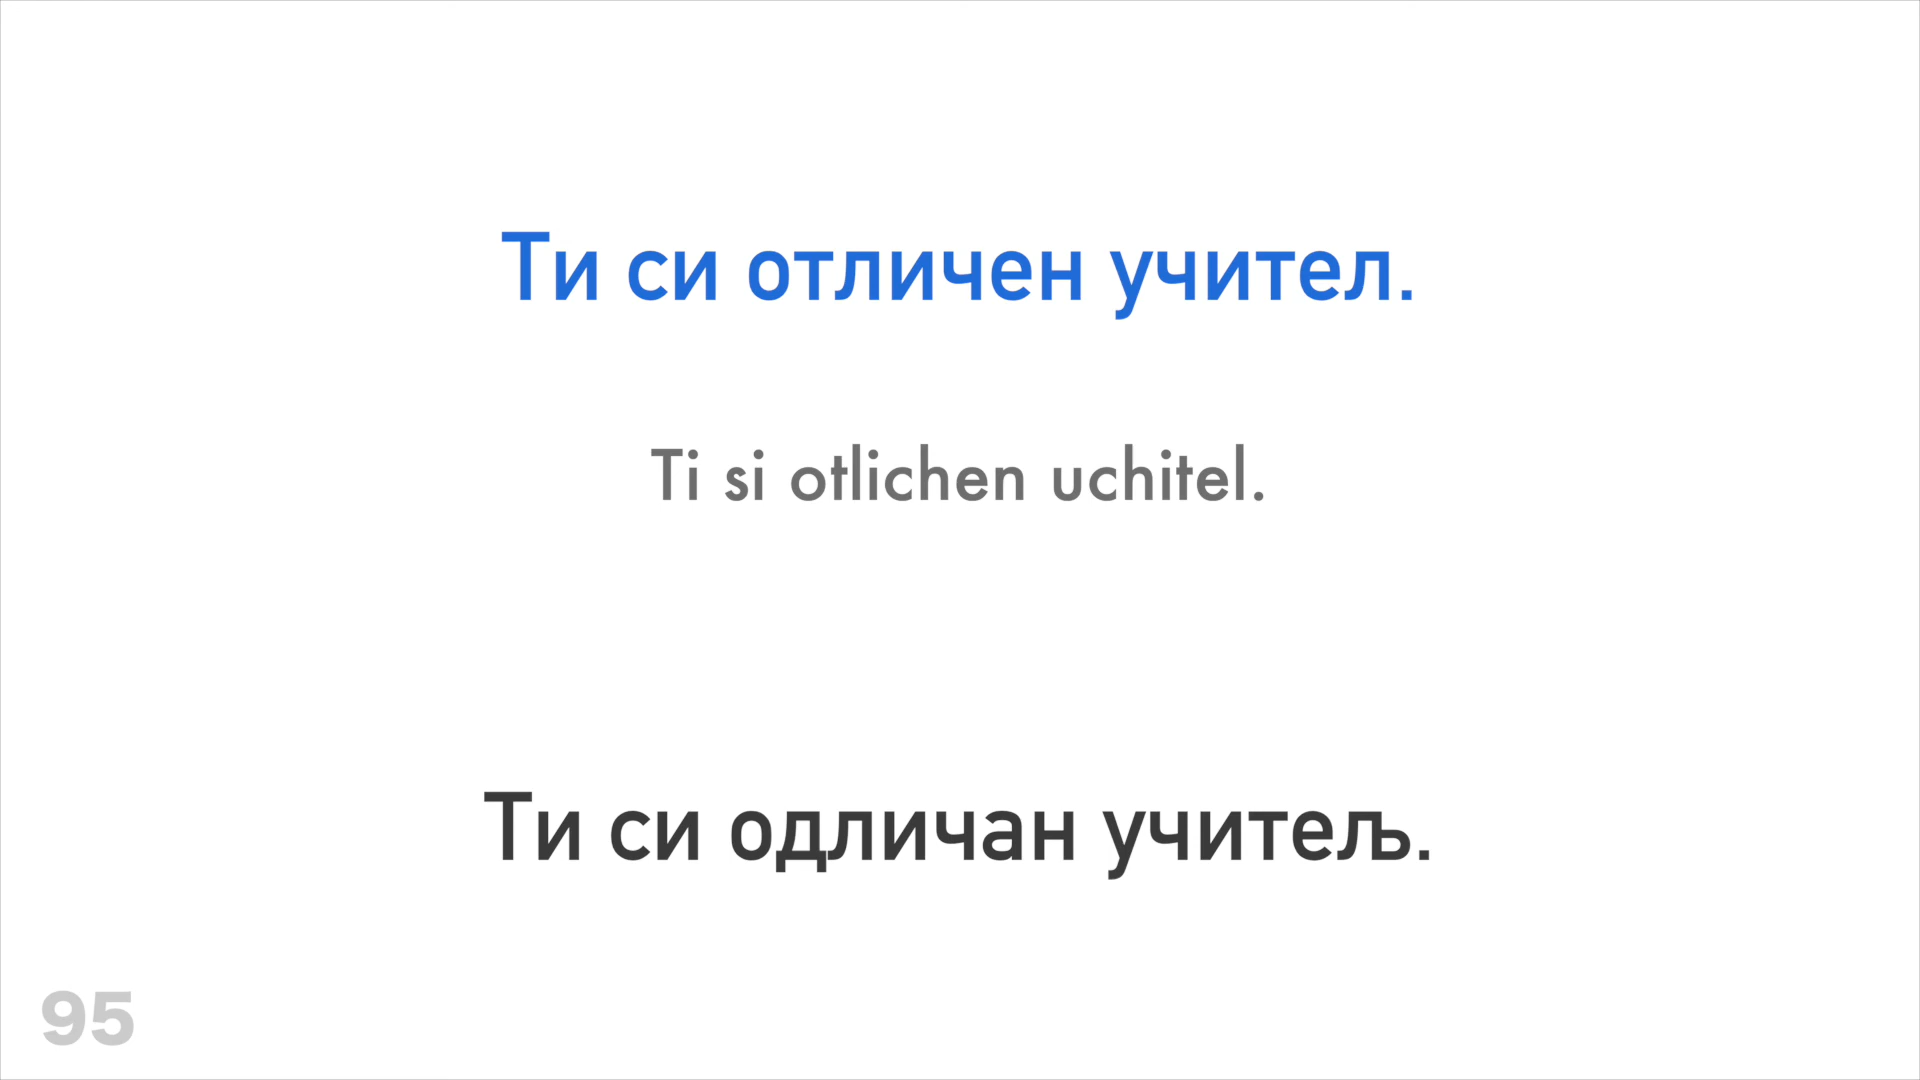 Ти си отличен учител.
Ti si otlichen uchitel.
Ти си одличан учитељ.
95